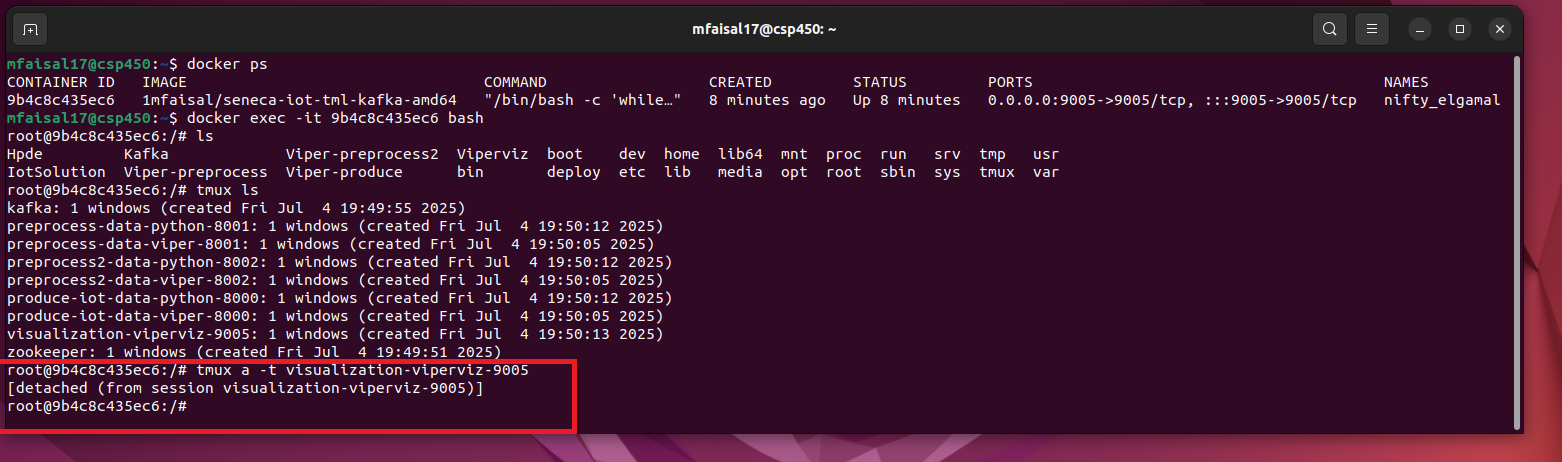 mfaisal17@csp450: ~
mfaisal17@csp450:~$ docker ps
CONTAINER ID   IMAGE                                 COMMAND                  CREATED         STATUS         PORTS                                       NAMES
9b4c8c435ec6   1mfaisal/seneca-iot-tml-kafka-amd64   "/bin/bash -c 'while…"   8 minutes ago   Up 8 minutes   0.0.0.0:9005->9005/tcp, :::9005->9005/tcp   nifty_elgamal
mfaisal17@csp450:~$ docker exec -it 9b4c8c435ec6 bash
root@9b4c8c435ec6:/# ls
Hpde         Kafka             Viper-preprocess2  Viperviz  boot    dev  home  lib64  mnt  proc  run   srv  tmp   usr
IotSolution  Viper-preprocess  Viper-produce      bin       deploy  etc  lib   media  opt  root  sbin  sys  tmux  var
root@9b4c8c435ec6:/# tmux ls
kafka: 1 windows (created Fri Jul  4 19:49:55 2025)
preprocess-data-python-8001: 1 windows (created Fri Jul  4 19:50:12 2025)
preprocess-data-viper-8001: 1 windows (created Fri Jul  4 19:50:05 2025)
preprocess2-data-python-8002: 1 windows (created Fri Jul  4 19:50:12 2025)
preprocess2-data-viper-8002: 1 windows (created Fri Jul  4 19:50:05 2025)
produce-iot-data-python-8000: 1 windows (created Fri Jul  4 19:50:12 2025)
produce-iot-data-viper-8000: 1 windows (created Fri Jul  4 19:50:05 2025)
visualization-viperviz-9005: 1 windows (created Fri Jul  4 19:50:13 2025)
zookeeper: 1 windows (created Fri Jul  4 19:49:51 2025)
root@9b4c8c435ec6:/# tmux a -t visualization-viperviz-9005
[detached (from session visualization-viperviz-9005)]
root@9b4c8c435ec6:/#